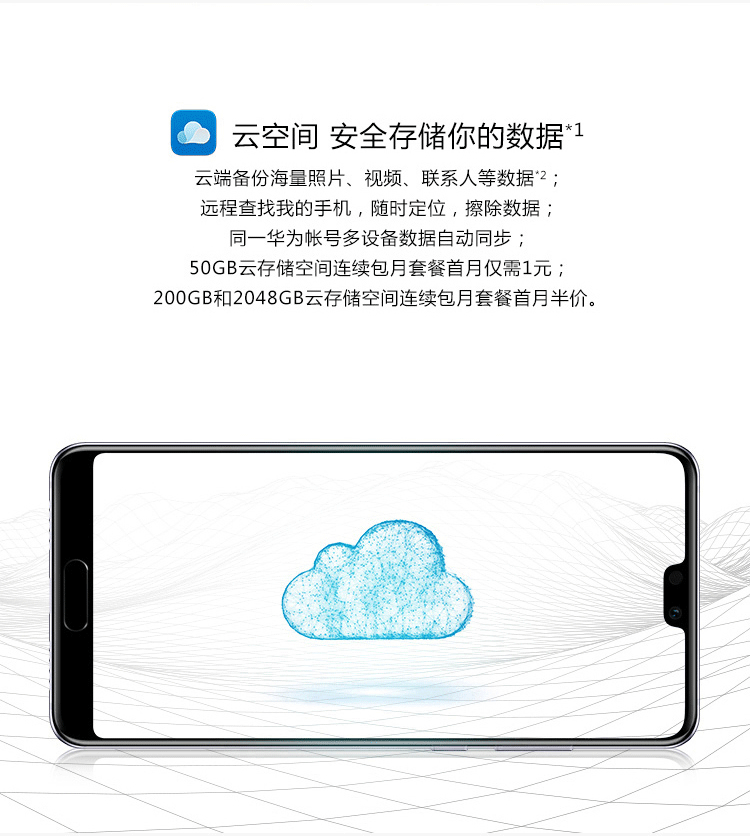 云空间 安全存储你的数据*1
云端备份海量照片、视频、联系人等数据*2；
远程查找我的手机，随时定位，擦除数据；
同一华为帐号多设备数据自动同步；
50GB云存储空间连续包月套餐首月仅需1元；
200GB和2048GB云存储空间连续包月套餐首月半价。